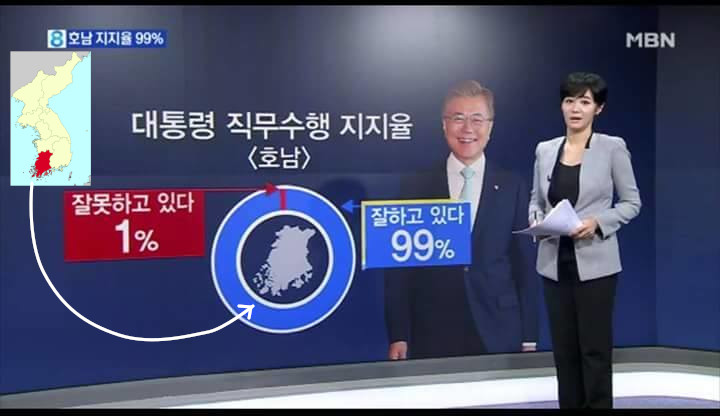 8 호남 지지율 99%
MBN
대통령 직무수행 지지율
〈호남〉
잘못하고 있다
1%
잘하고 있다
99%